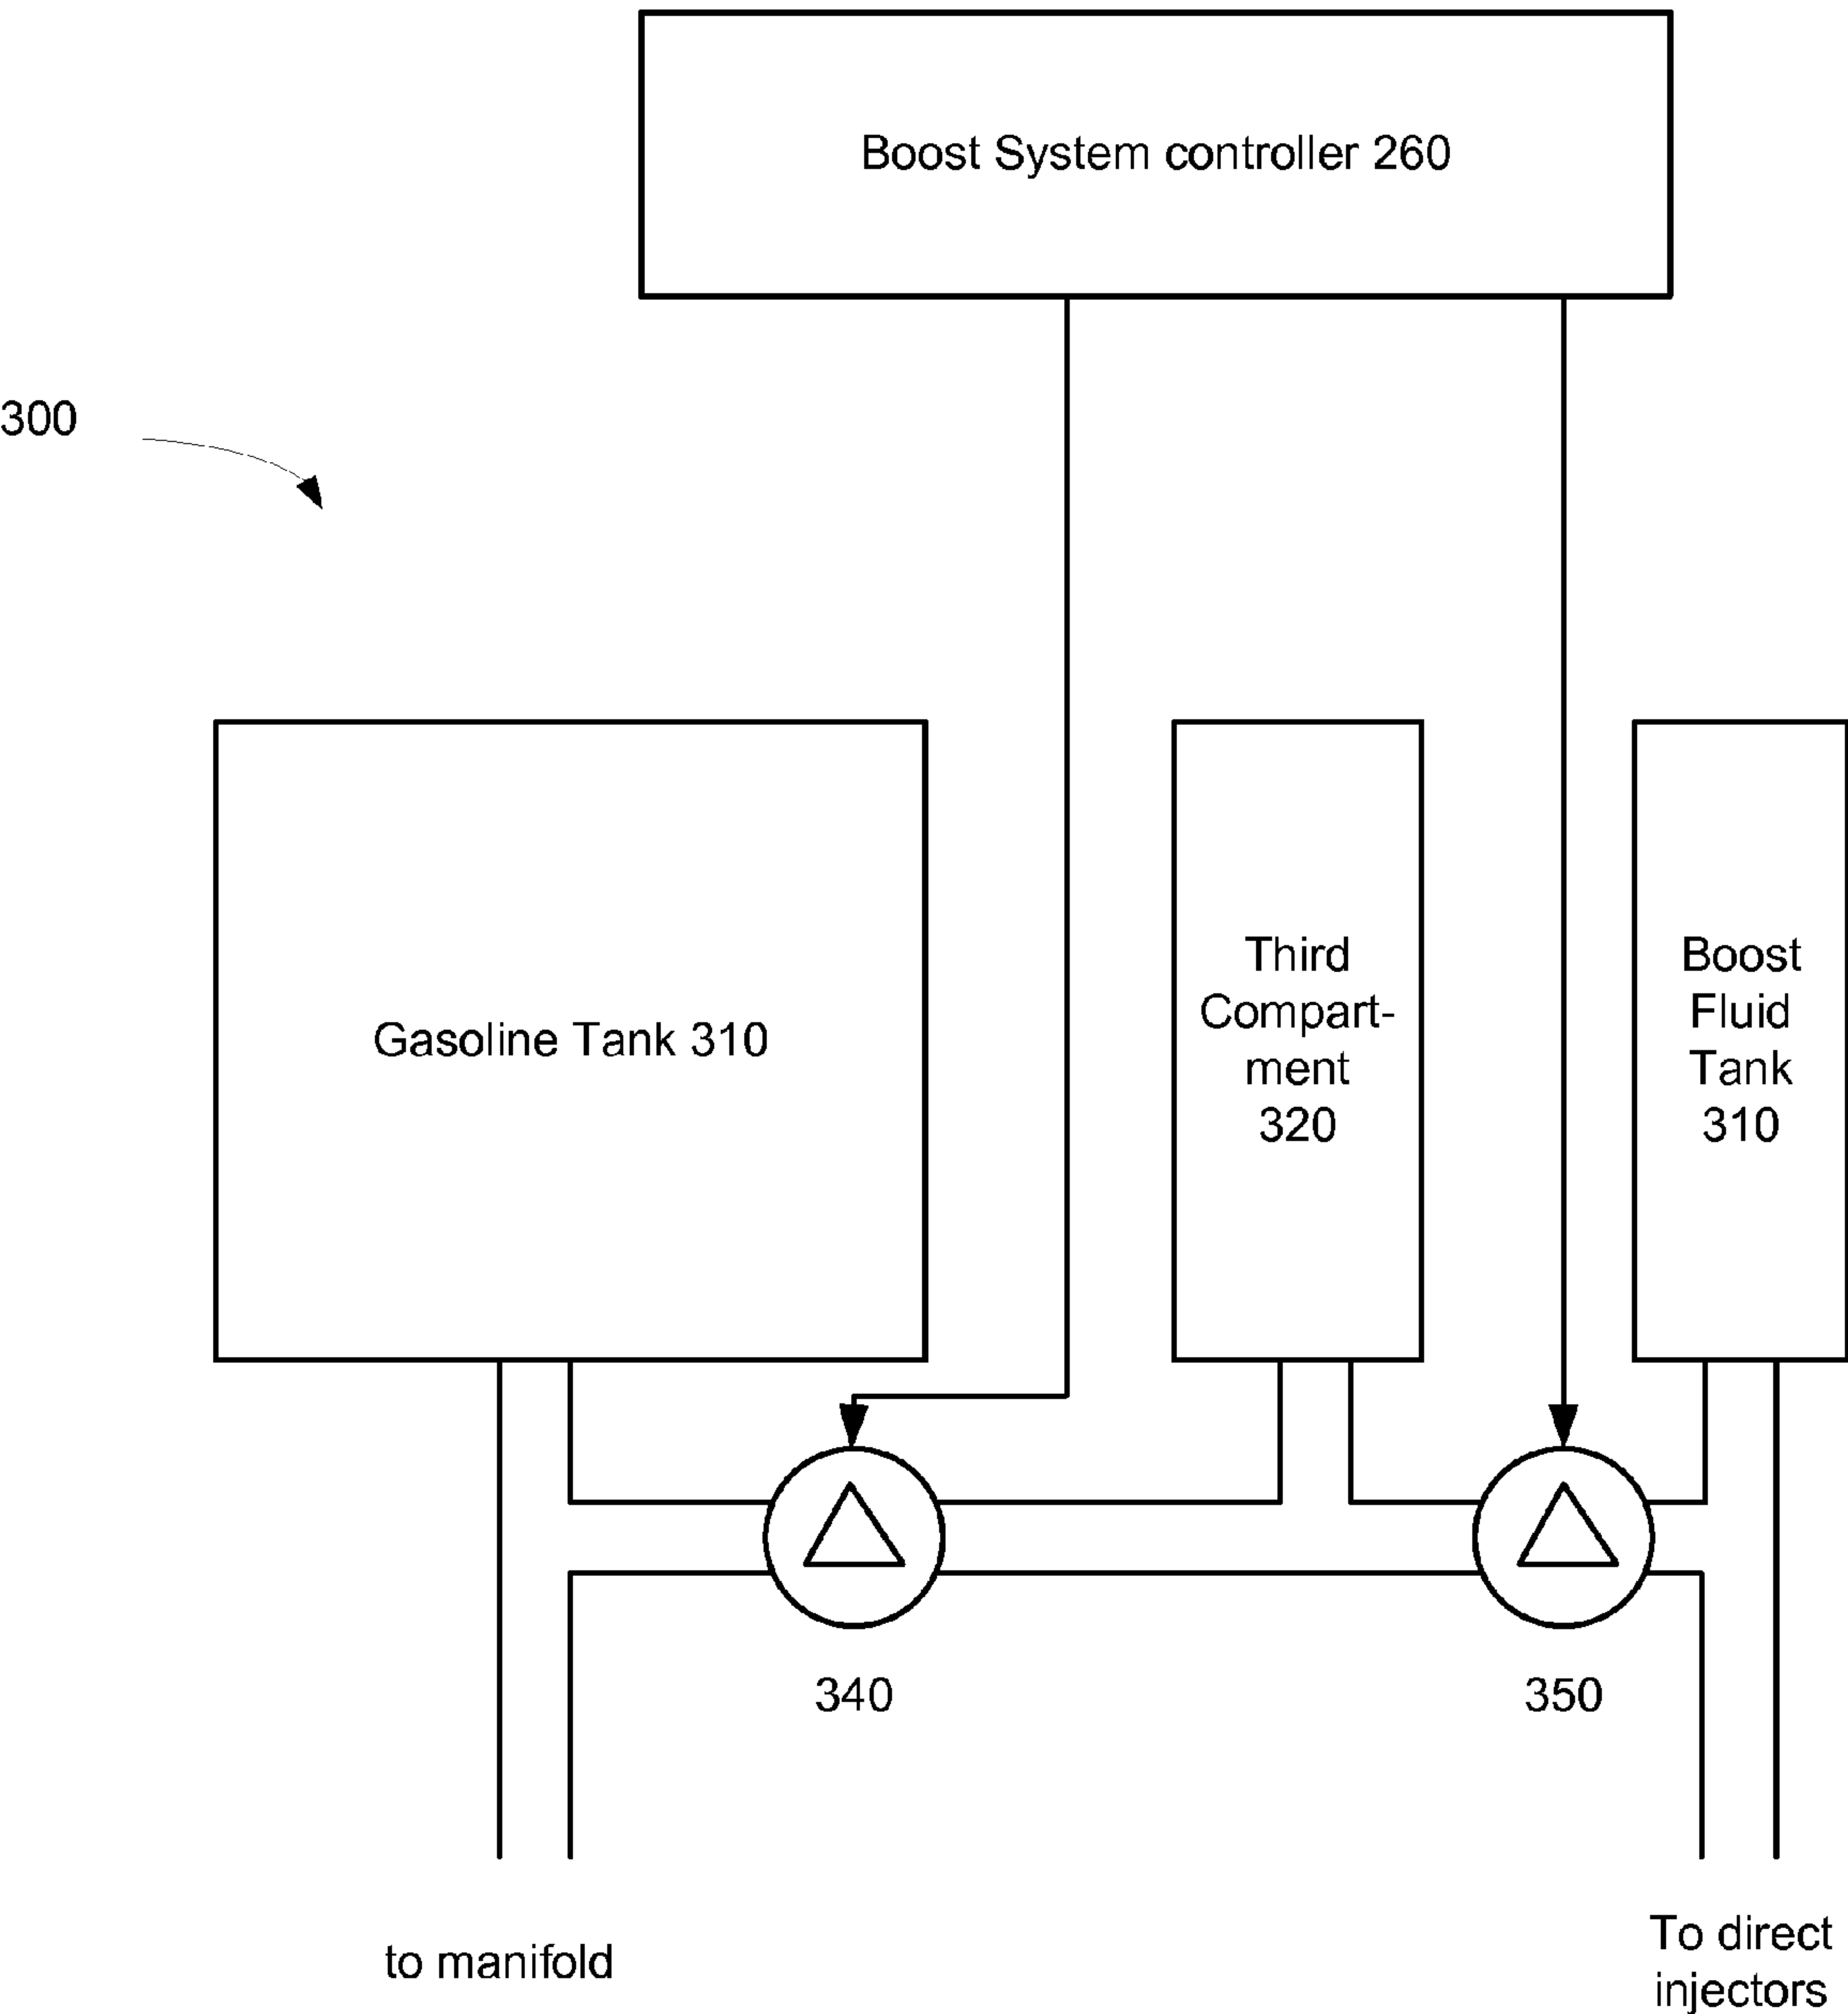 Boost System controller 260
300
Gasoline Tank 310
Third
Compart-
ment
320
Boost
Fluid
Tank
310
340
350
to manifold
To direct
injectors